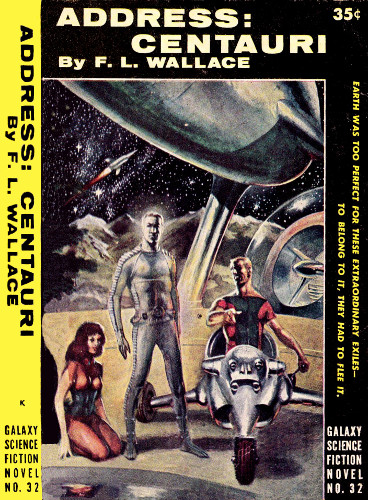 ADDRESS: CENTAURI
By F. L. WALLACE
K
GALAXY
SCIENCE
FICTION
NOVEL
NO. 32
ADDRESS:
CENTAURI
By F. L. WALLACE
35¢
EARTH WAS TOO PERFECT FOR THESE EXTRAORDINARY EXILES—
TO BELONG TO IT, THEY HAD TO FLEE IT.
GALAXY
SCIENCE
FICTION
NOVEL
NO. 32